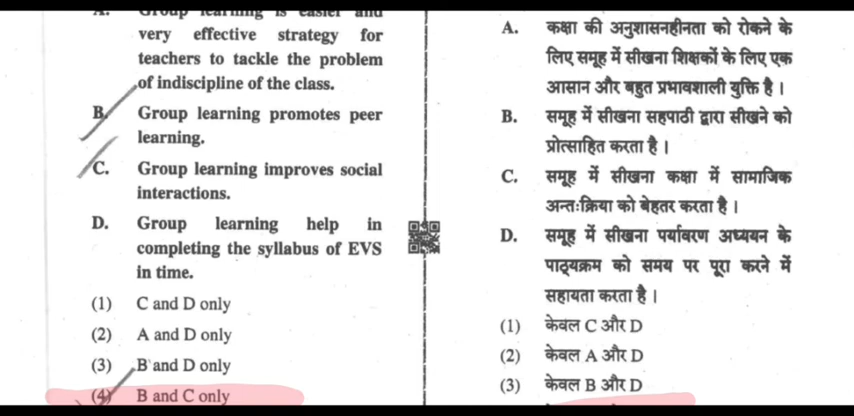 A. Group learning is easier and
very effective strategy for
teachers to tackle the problem
of indiscipline of the class.
B. Group learning promotes peer
learning.
C. Group learning improves social
interactions.
D. Group learning help in
completing the syllabus of EVS
in time.
(1) C and D only
(2) A and D only
(3) B and D only
(4) B and C only
A. कक्षा की अनुशासनहीनता को रोकने के
लिए समूह में सीखना शिक्षकों के लिए एक
आसान और बहुत प्रभावशाली युक्ति है ।
B. समूह में सीखना सहपाठी द्वारा सीखने को
प्रोत्साहित करता है ।
C. समूह में सीखना कक्षा में सामाजिक
अन्तःक्रिया को बेहतर करता है ।
D. समूह में सीखना पर्यावरण अध्ययन के
पाठ्यक्रम को समय पर पूरा करने में
सहायता करता है ।
(1) केवल C और D
(2) केवल A और D
(3) केवल B और D